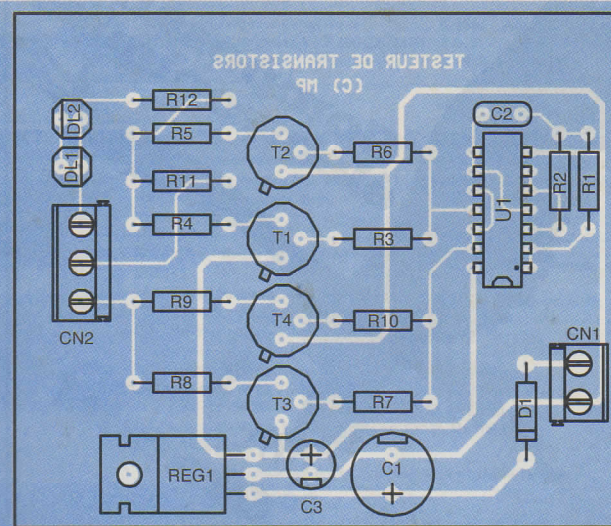 TESTEUR DE TRANSISTORS
(C) MP
R12
DL2
R5
C2
T2
R6
DL1
R11
R2
R1
U1
R4
T1
R3
R9
T4
R10
CN2
CN1
R8
T3
R7
D1
REG1
C1
C3